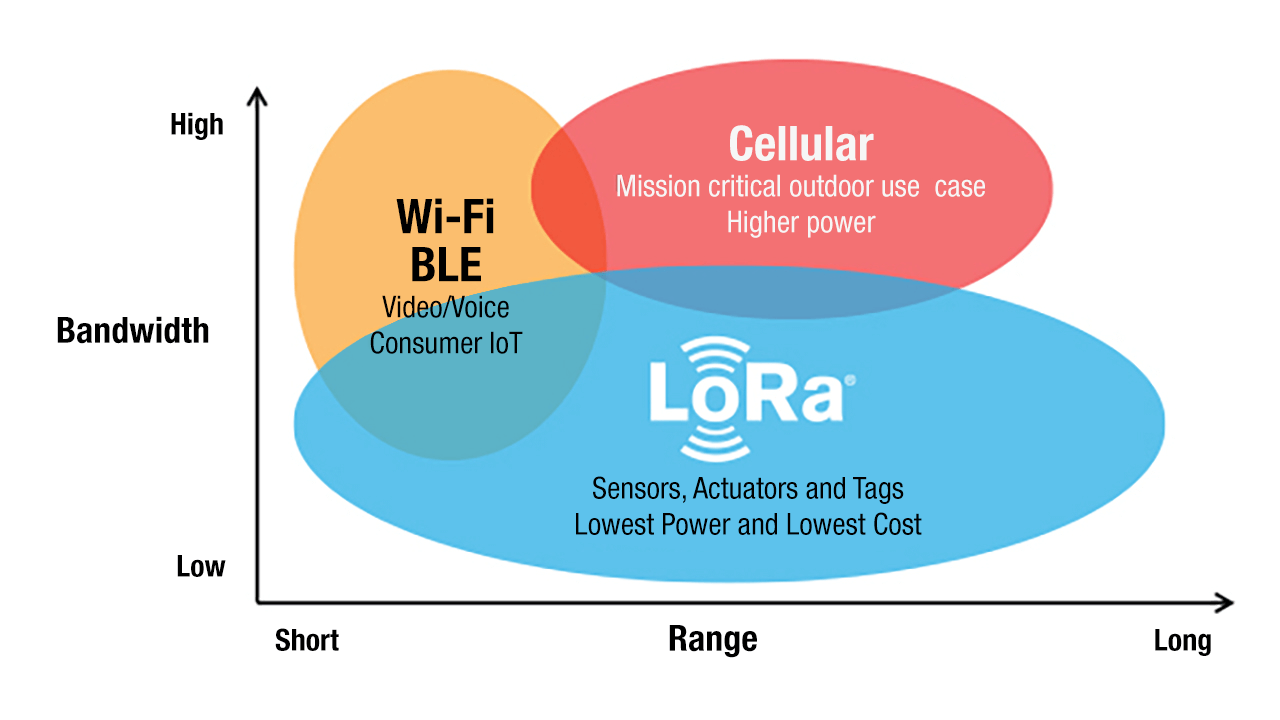 High
Cellular
Mission critical outdoor use case
Higher power
Wi-Fi
BLE
Video/Voice
Consumer IoT
Bandwidth
LoRa®
Sensors, Actuators and Tags
Lowest Power and Lowest Cost
Low
Short
Range
Long